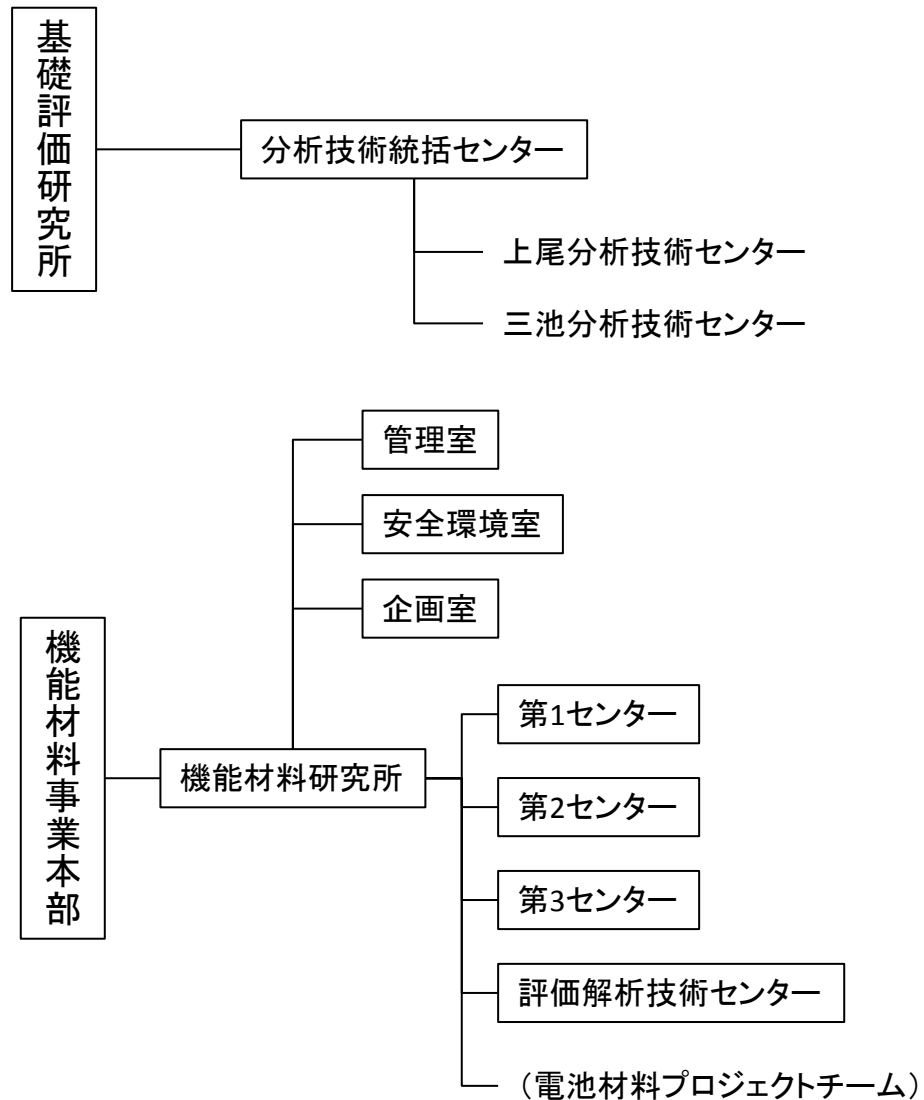 基礎評価研究所
分析技術統括センター
上尾分析技術センター
三池分析技術センター
管理室
安全環境室
企画室
機能材料事業本部
機能材料研究所
第1センター
第2センター
第3センター
評価解析技術センター
（電池材料プロジェクトチーム）